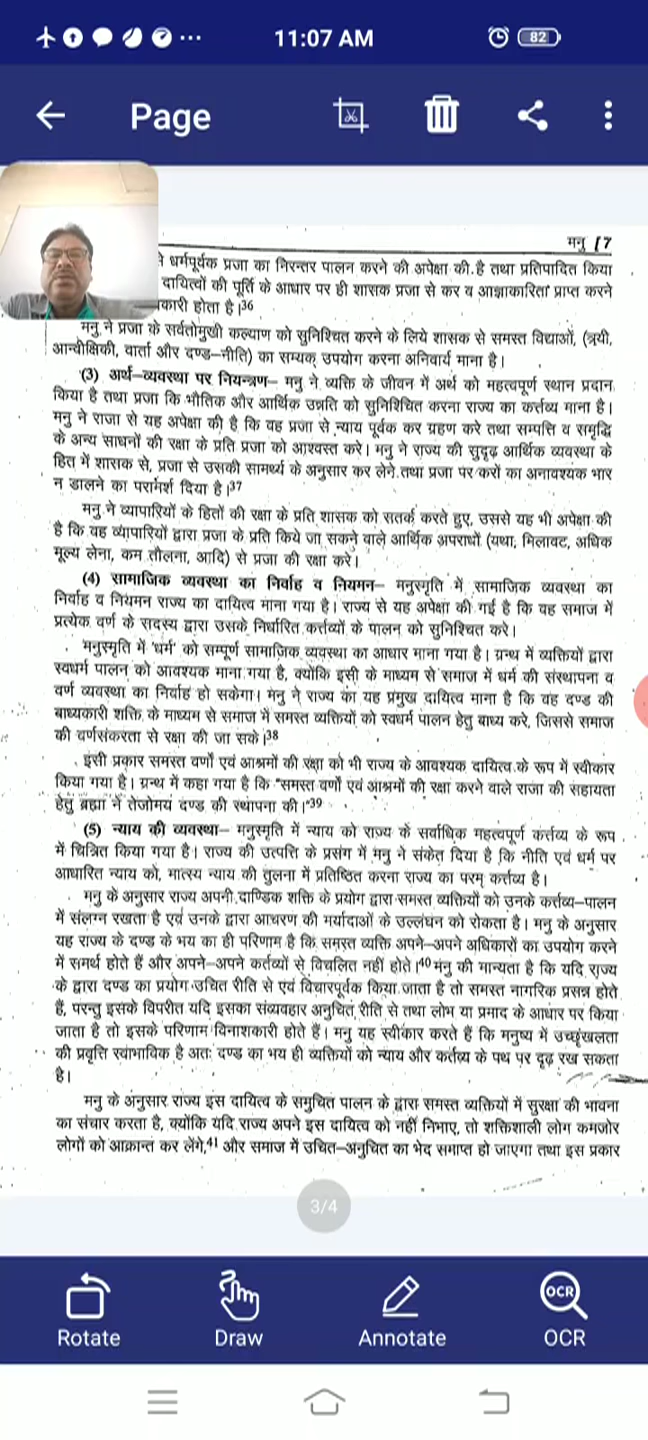 11:07 AM
82
Page
मनु [7
धर्मपूर्वक प्रजा का निरन्तर पालन करने की अपेक्षा की है तथा प्रतिपादित किया
दायित्वों की पूर्ति के आधार पर ही शासक प्रजा से कर व आज्ञाकारिता प्राप्त करने
कारी होता है।36
मनु ने प्रजा के सर्वतोमुखी कल्याण को सुनिश्चित करने के लिये शासक से समस्त विद्याओं, (त्रयी,
आन्वीक्षिकी, वार्ता और दण्ड–नीति) का सम्यक् उपयोग करना अनिवार्य माना है।
(3) अर्थ–व्यवस्था पर नियन्त्रण– मनु ने व्यक्ति के जीवन में अर्थ को महत्वपूर्ण स्थान प्रदान
किया है तथा प्रजा कि भौतिक और आर्थिक उन्नति को सुनिश्चित करना राज्य का कर्त्तव्य माना है।
मनु ने राजा से यह अपेक्षा की है कि वह प्रजा से न्याय पूर्वक कर ग्रहण करे तथा सम्पत्ति व समृद्धि
के अन्य साधनों की रक्षा के प्रति प्रजा को आश्वस्त करे। मनु ने राज्य की सुदृढ़ आर्थिक व्यवस्था के
हित में शासक से, प्रजा से उसकी सामर्थ्य के अनुसार कर लेने तथा प्रजा पर करों का अनावश्यक भार
न डालने का परामर्श दिया है।37
मनु ने व्यापारियों के हितों की रक्षा के प्रति शासक को सतर्क करते हुए, उससे यह भी अपेक्षा की
है कि वह व्यापारियों द्वारा प्रजा के प्रति किये जा सकने वाले आर्थिक अपराधों (यथा, मिलावट, अधिक
मूल्य लेना, कम तौलना, आदि) से प्रजा की रक्षा करे।
(4) सामाजिक व्यवस्था का निर्वाह व नियमन– मनुस्मृति में सामाजिक व्यवस्था का
निर्वाह व नियमन राज्य का दायित्व माना गया है। राज्य से यह अपेक्षा की गई है कि वह समाज में
प्रत्येक वर्ण के सदस्य द्वारा उसके निर्धारित कर्त्तव्यों के पालन को सुनिश्चित करे।
मनुस्मृति में 'धर्म' को सम्पूर्ण सामाजिक व्यवस्था का आधार माना गया है। ग्रन्थ में व्यक्तियों द्वारा
स्वधर्म पालन को आवश्यक माना गया है, क्योंकि इसी के माध्यम से समाज में धर्म की संस्थापना व
वर्ण व्यवस्था का निर्वाह हो सकेगा। मनु ने राज्य का यह प्रमुख दायित्व माना है कि वह दण्ड की
बाध्यकारी शक्ति के माध्यम से समाज में समस्त व्यक्तियों को स्वधर्म पालन हेतु बाध्य करे, जिससे समाज
की वर्णसंकरता से रक्षा की जा सके।38
इसी प्रकार समस्त वर्णों एवं आश्रमों की रक्षा को भी राज्य के आवश्यक दायित्व के रूप में स्वीकार
किया गया है। ग्रन्थ में कहा गया है कि "समस्त वर्णों एवं आश्रमों की रक्षा करने वाले राजा की सहायता
हेतु ब्रह्मा ने तेजोमय दण्ड की स्थापना की।"39
(5) न्याय की व्यवस्था– मनुस्मृति में न्याय को राज्य के सर्वाधिक महत्वपूर्ण कर्त्तव्य के रूप
में चित्रित किया गया है। राज्य की उत्पत्ति के प्रसंग में मनु ने संकेत दिया है कि नीति एवं धर्म पर
आधारित न्याय को, मात्स्य न्याय की तुलना में प्रतिष्ठित करना राज्य का परम् कर्त्तव्य है।
मनु के अनुसार राज्य अपनी दाण्डिक शक्ति के प्रयोग द्वारा समस्त व्यक्तियों को उनके कर्त्तव्य–पालन
में संलग्न रखता है एवं उनके द्वारा आचरण की मर्यादाओं के उल्लंघन को रोकता है। मनु के अनुसार
यह राज्य के दण्ड के भय का ही परिणाम है कि समस्त व्यक्ति अपने–अपने अधिकारों का उपयोग करने
में समर्थ होते हैं और अपने–अपने कर्तव्यों से विचलित नहीं होते।40 मनु की मान्यता है कि यदि राज्य
के द्वारा दण्ड का प्रयोग उचित रीति से एवं विचारपूर्वक किया जाता है तो समस्त नागरिक प्रसन्न होते
हैं, परन्तु इसके विपरीत यदि इसका संव्यवहार अनुचित रीति से तथा लोभ या प्रमाद के आधार पर किया
जाता है तो इसके परिणाम विनाशकारी होते हैं। मनु यह स्वीकार करते हैं कि मनुष्य में उच्छृंखलता
की प्रवृत्ति स्वाभाविक है अतः दण्ड का भय ही व्यक्तियों को न्याय और कर्तव्य के पथ पर दृढ़ रख सकता
है।
मनु के अनुसार राज्य इस दायित्व के समुचित पालन के द्वारा समस्त व्यक्तियों में सुरक्षा की भावना
का संचार करता है, क्योंकि यदि राज्य अपने इस दायित्व को नहीं निभाए, तो शक्तिशाली लोग कमजोर
लोगों को आक्रान्त कर लेंगे,41 और समाज में उचित–अनुचित का भेद समाप्त हो जाएगा तथा इस प्रकार
3/4
Rotate
Draw
Annotate
OCR
OCR